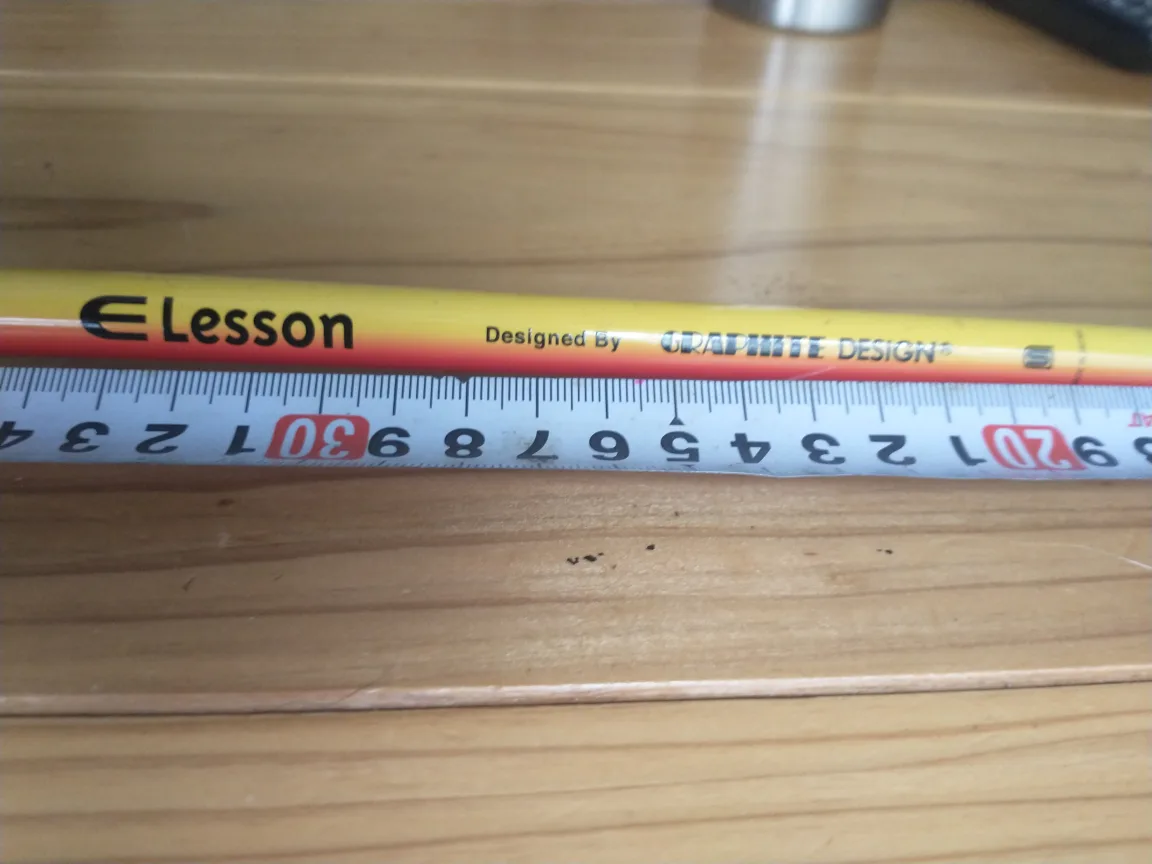 E Lesson Designed By GRAPHITE DESIGN® S
4 3 2 1 30 9 8 7 6 5 4 3 2 1 20 9 8